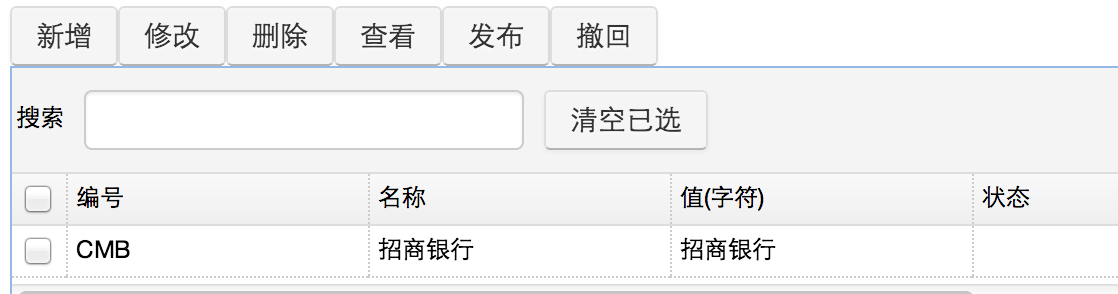 新增 修改 删除 查看 发布 撤回
搜索 清空已选
编号 名称 值(字符) 状态
CMB 招商银行 招商银行